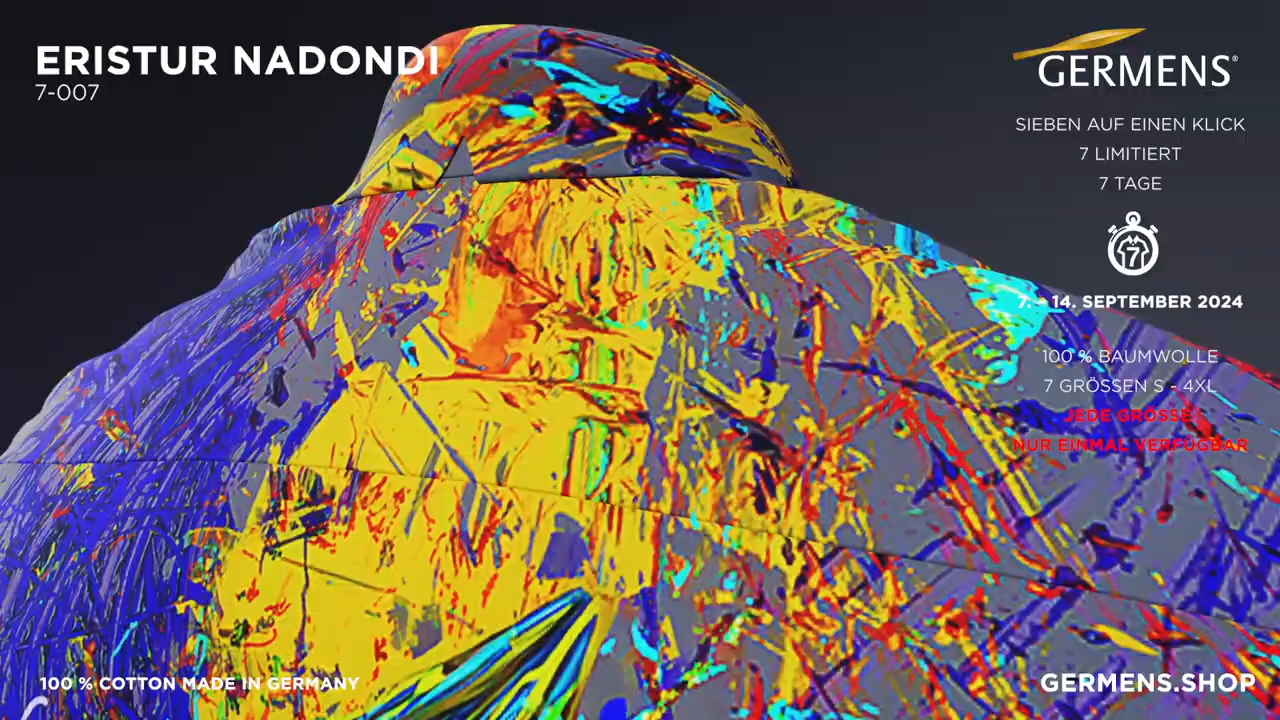 ERISTUR NADONDI
7-007
GERMENS®
SIEBEN AUF EINEN KLICK
7 LIMITIERT
7 TAGE
7
7. - 14. SEPTEMBER 2024
100 % BAUMWOLLE
7 GRÖSSEN S - 4XL
JEDE GRÖSSE
NUR EINMAL VERFÜGBAR
100 % COTTON MADE IN GERMANY
GERMENS.SHOP